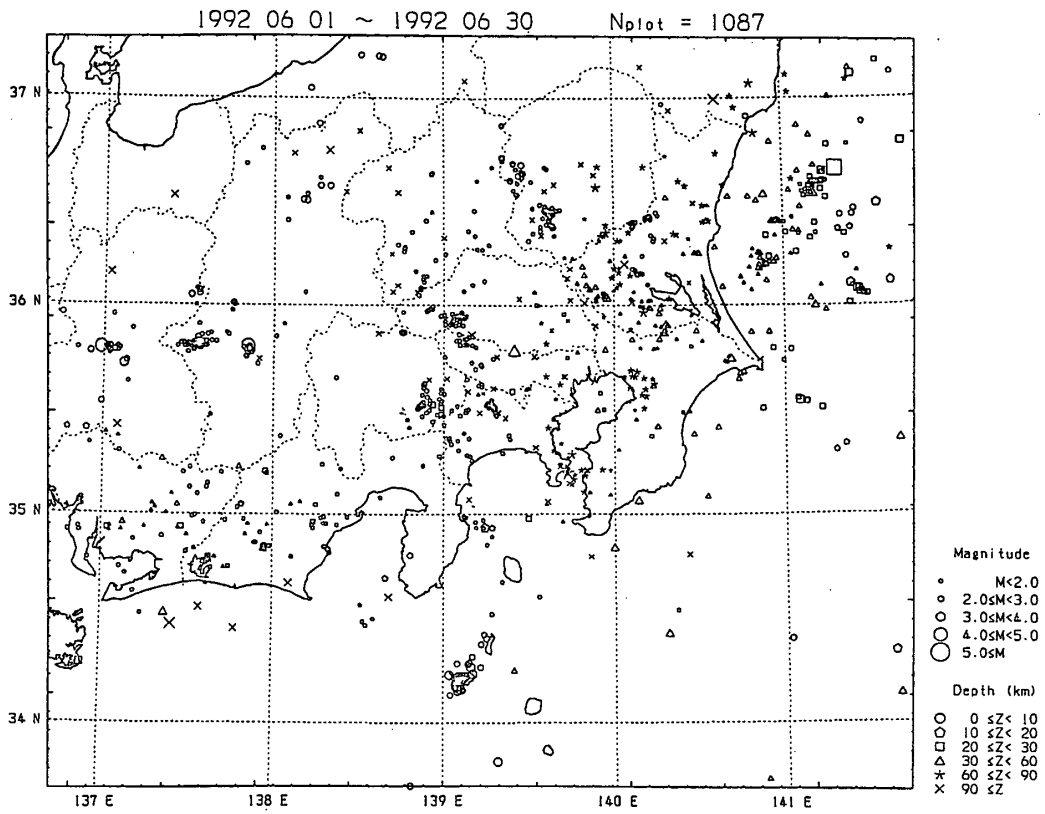 1992 06 01 ~ 1992 06 30 Nplot = 1087
37 N
36 N
35 N
34 N
137 E 138 E 139 E 140 E 141 E
Magnitude
M<2.0
2.0≤M<3.0
3.0≤M<4.0
4.0≤M<5.0
5.0≤M
Depth (km)
0 ≤Z< 10
10 ≤Z< 20
20 ≤Z< 30
30 ≤Z< 60
60 ≤Z< 90
90 ≤Z